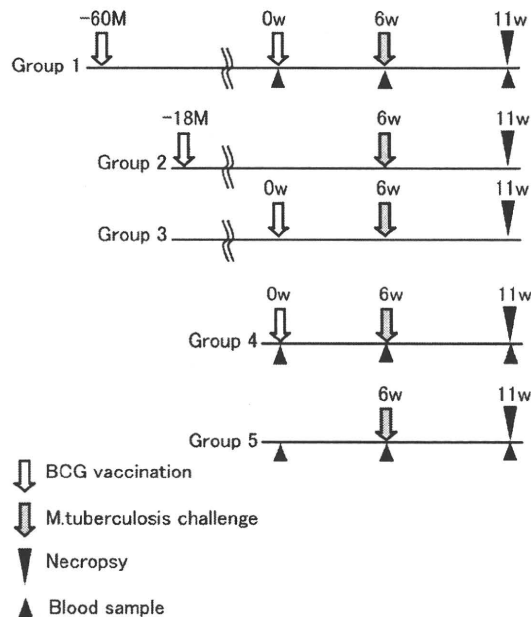 -60M 0w 6w 11w
Group 1
-18M 6w 11w
Group 2
0w 6w 11w
Group 3
0w 6w 11w
Group 4
6w 11w
Group 5
BCG vaccination
M.tuberculosis challenge
Necropsy
Blood sample